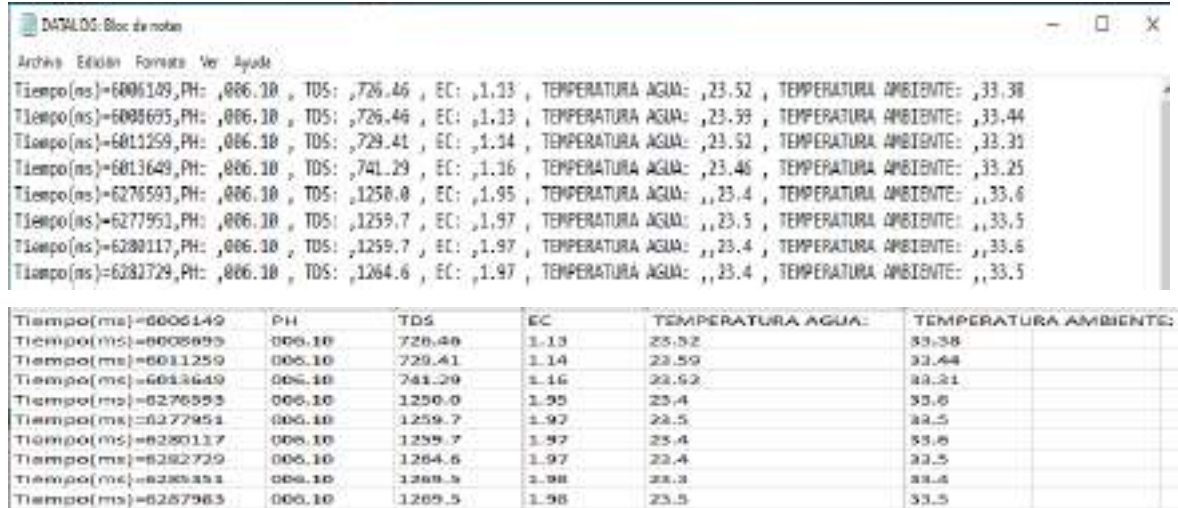 DATALOG: Bloc de notas
Archivo Edición Formato Ver Ayuda
Tiempo(ms)=6006149,PH: ,006.10 , TDS: ,726.46 , EC: ,1.13 , TEMPERATURA AGUA: ,23.52 , TEMPERATURA AMBIENTE: ,33.38
Tiempo(ms)=6008695,PH: ,006.10 , TDS: ,726.46 , EC: ,1.13 , TEMPERATURA AGUA: ,23.59 , TEMPERATURA AMBIENTE: ,33.44
Tiempo(ms)=6011259,PH: ,006.10 , TDS: ,729.41 , EC: ,1.14 , TEMPERATURA AGUA: ,23.52 , TEMPERATURA AMBIENTE: ,33.31
Tiempo(ms)=6013649,PH: ,006.10 , TDS: ,741.29 , EC: ,1.16 , TEMPERATURA AGUA: ,23.46 , TEMPERATURA AMBIENTE: ,33.25
Tiempo(ms)=6276593,PH: ,006.10 , TDS: ,1250.0 , EC: ,1.95 , TEMPERATURA AGUA: ,,23.4 , TEMPERATURA AMBIENTE: ,,33.6
Tiempo(ms)=6277951,PH: ,006.10 , TDS: ,1259.7 , EC: ,1.97 , TEMPERATURA AGUA: ,,23.5 , TEMPERATURA AMBIENTE: ,,33.5
Tiempo(ms)=6280117,PH: ,006.10 , TDS: ,1259.7 , EC: ,1.97 , TEMPERATURA AGUA: ,,23.4 , TEMPERATURA AMBIENTE: ,,33.6
Tiempo(ms)=6282729,PH: ,006.10 , TDS: ,1264.6 , EC: ,1.97 , TEMPERATURA AGUA: ,,23.4 , TEMPERATURA AMBIENTE: ,,33.5
Tiempo(ms)=6006149 PH TDS EC TEMPERATURA AGUA: TEMPERATURA AMBIENTE:
Tiempo(ms)=6008695 006.10 726.46 1.13 23.52 33.38
Tiempo(ms)=6011259 006.10 729.41 1.14 23.59 33.44
Tiempo(ms)=6013649 006.10 741.29 1.16 23.52 33.31
Tiempo(ms)=6276593 006.10 1250.0 1.95 23.4 33.6
Tiempo(ms)=6277951 006.10 1259.7 1.97 23.5 33.5
Tiempo(ms)=6280117 006.10 1259.7 1.97 23.4 33.6
Tiempo(ms)=6282729 006.10 1264.6 1.97 23.4 33.5
Tiempo(ms)=6285351 006.10 1269.5 1.98 23.3 33.4
Tiempo(ms)=6287983 006.10 1269.5 1.98 23.5 33.5